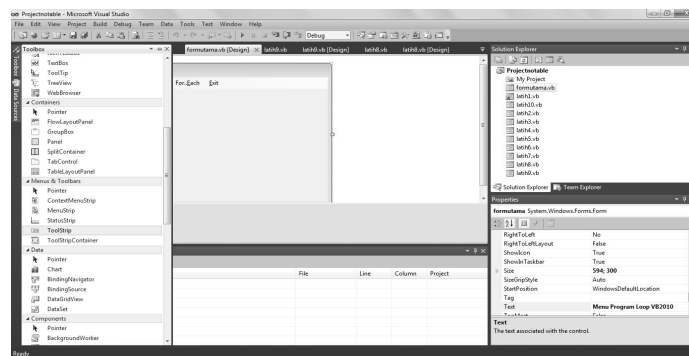 Projectnotable - Microsoft Visual Studio
File Edit View Project Build Debug Team Data Tools Test Window Help
Debug
Toolbox
TextBox
ToolTip
TreeView
WebBrowser
Containers
Pointer
FlowLayoutPanel
GroupBox
Panel
SplitContainer
TabControl
TableLayoutPanel
Menus & Toolbars
Pointer
ContextMenuStrip
MenuStrip
StatusStrip
ToolStrip
ToolStripContainer
Data
Pointer
Chart
BindingNavigator
BindingSource
DataGridView
DataSet
Components
Pointer
BackgroundWorker
Toolbox
Data Sources
formutama.vb [Design] latih9.vb latih9.vb [Design] latih8.vb latih8.vb [Design]
For..Each Exit
File Line Column Project
Solution Explorer
Projectnotable
My Project
formutama.vb
latih1.vb
latih10.vb
latih2.vb
latih3.vb
latih4.vb
latih5.vb
latih6.vb
latih7.vb
latih8.vb
latih9.vb
Solution Explorer Team Explorer
Properties
formutama System.Windows.Forms.Form
RightToLeft No
RightToLeftLayout False
ShowIcon True
ShowInTaskbar True
Size 594; 300
SizeGripStyle Auto
StartPosition WindowsDefaultLocation
Tag
Text Menu Program Loop VB2010
Text
The text associated with the control.
Ready